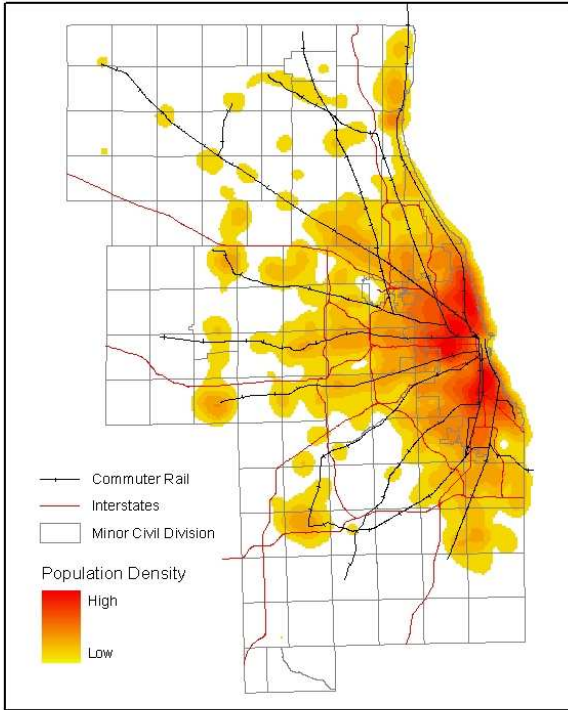 Commuter Rail
Interstates
Minor Civil Division
Population Density
High
Low